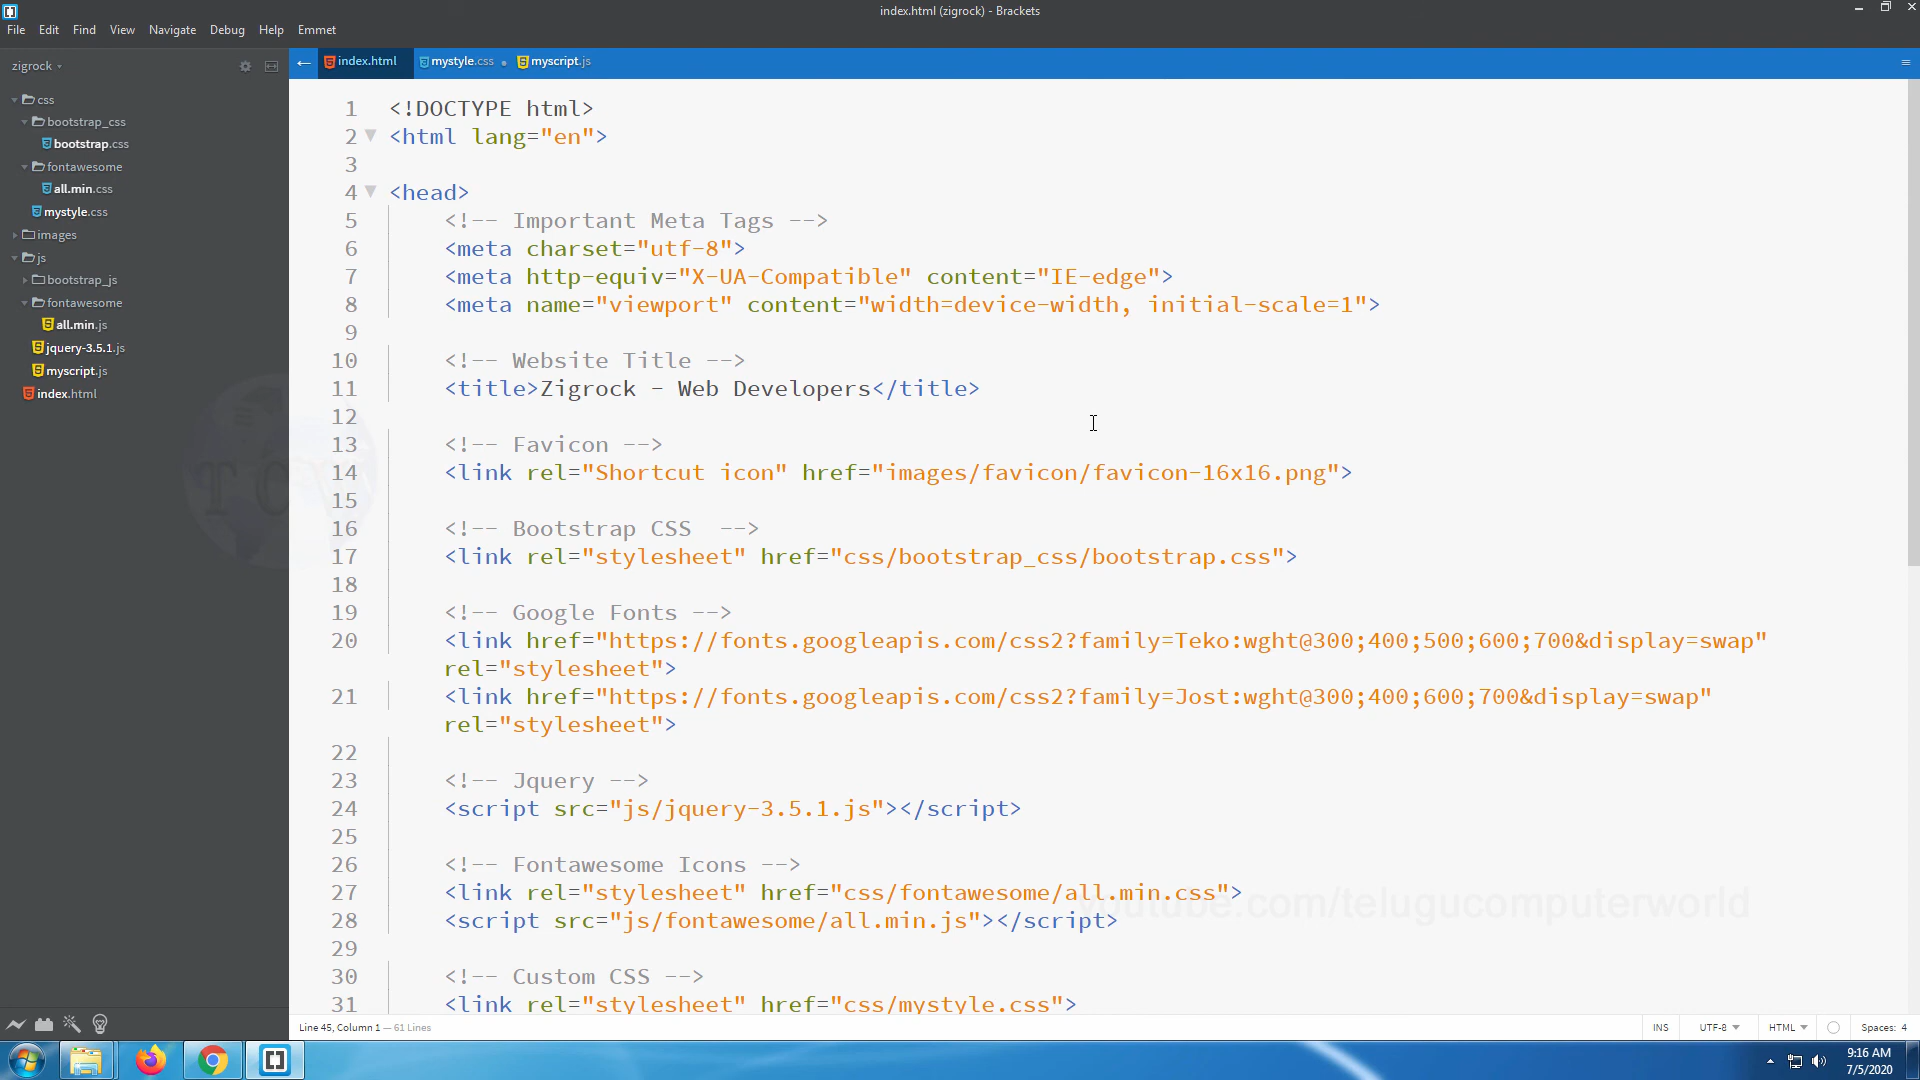 index.html (zigrock) - Brackets
File Edit Find View Navigate Debug Help Emmet
zigrock
css
bootstrap_css
bootstrap.css
fontawesome
all.min.css
mystyle.css
images
js
bootstrap_js
fontawesome
all.min.js
jquery-3.5.1.js
myscript.js
index.html
index.html mystyle.css myscript.js
1 <!DOCTYPE html>
2 <html lang="en">
3
4 <head>
5 <!-- Important Meta Tags -->
6 <meta charset="utf-8">
7 <meta http-equiv="X-UA-Compatible" content="IE-edge">
8 <meta name="viewport" content="width=device-width, initial-scale=1">
9
10 <!-- Website Title -->
11 <title>Zigrock - Web Developers</title>
12
13 <!-- Favicon -->
14 <link rel="Shortcut icon" href="images/favicon/favicon-16x16.png">
15
16 <!-- Bootstrap CSS  -->
17 <link rel="stylesheet" href="css/bootstrap_css/bootstrap.css">
18
19 <!-- Google Fonts -->
20 <link href="https://fonts.googleapis.com/css2?family=Teko:wght@300;400;500;600;700&display=swap"
rel="stylesheet">
21 <link href="https://fonts.googleapis.com/css2?family=Jost:wght@300;400;600;700&display=swap"
rel="stylesheet">
22
23 <!-- Jquery -->
24 <script src="js/jquery-3.5.1.js"></script>
25
26 <!-- Fontawesome Icons -->
27 <link rel="stylesheet" href="css/fontawesome/all.min.css">
28 <script src="js/fontawesome/all.min.js"></script>
29
30 <!-- Custom CSS -->
31 <link rel="stylesheet" href="css/mystyle.css">
TCW
youtube.com/telugucomputerworld
Line 45, Column 1 — 61 Lines
INS UTF-8 HTML Spaces: 4
9:16 AM
7/5/2020